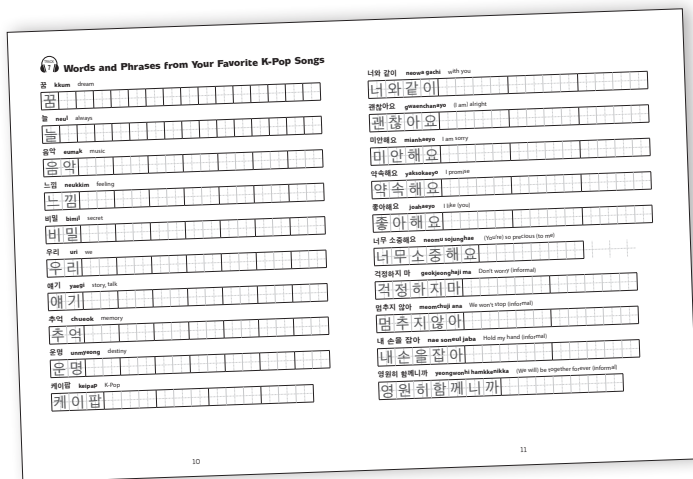 TRACK
7
Words and Phrases from Your Favorite K-Pop Songs
꿈 kkum dream
꿈
늘 neul always
늘
음악 eumak music
음악
느낌 neukkim feeling
느낌
비밀 bimil secret
비밀
우리 uri we
우리
얘기 yaegi story, talk
얘기
추억 chueok memory
추억
운명 unmyeong destiny
운명
케이팝 keipap K-Pop
케이팝
10
너와 같이 neowa gachi with you
너와같이
괜찮아요 gwaenchanayo (I am) alright
괜찮아요
미안해요 mianhaeyo I am sorry
미안해요
약속해요 yaksokaeyo I promise
약속해요
좋아해요 joahaeyo I like (you)
좋아해요
너무 소중해요 neomu sojunghae (You're) so precious (to me)
너무소중해요
걱정하지 마 geokjeonghaji ma Don't worry (informal)
걱정하지마
멈추지 않아 meomchuji ana We won't stop (informal)
멈추지않아
내 손을 잡아 nae soneul jaba Hold my hand (informal)
내손을잡아
영원히 함께니까 yeongwonhi hamkkenikka (We will) be together forever (informal)
영원히함께니까
11